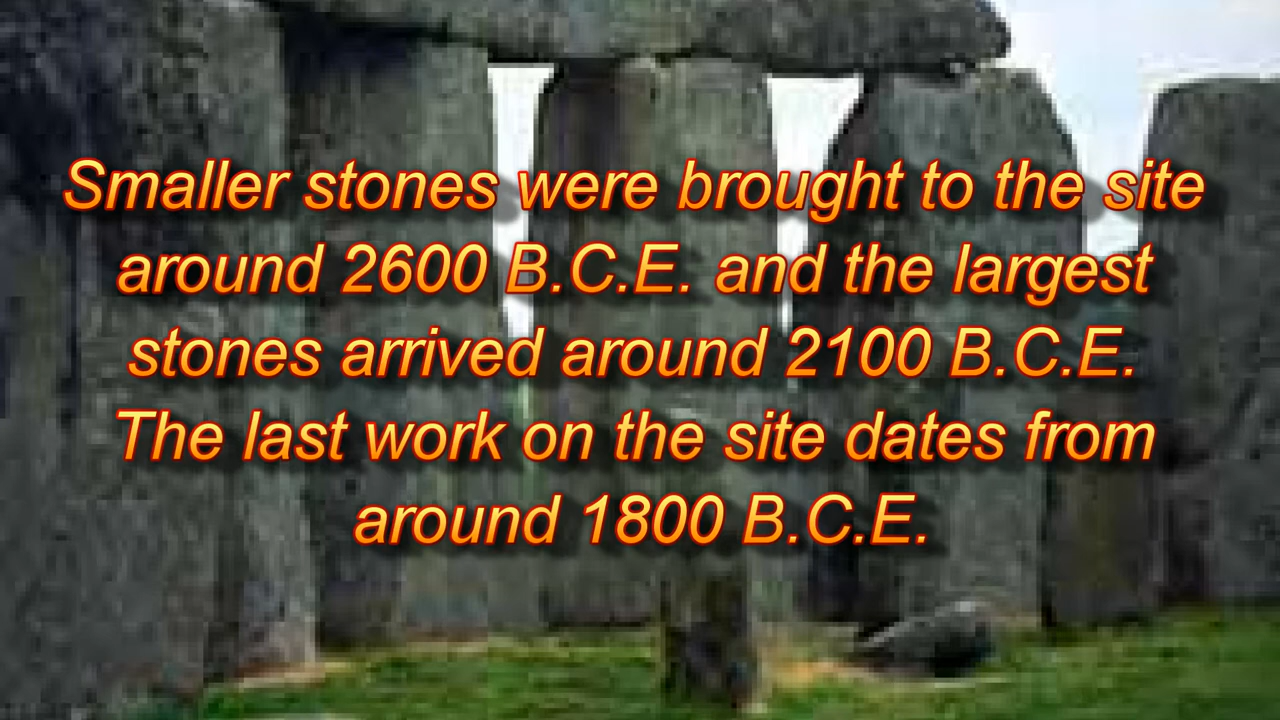 Smaller stones were brought to the site
around 2600 B.C.E. and the largest
stones arrived around 2100 B.C.E.
The last work on the site dates from
around 1800 B.C.E.